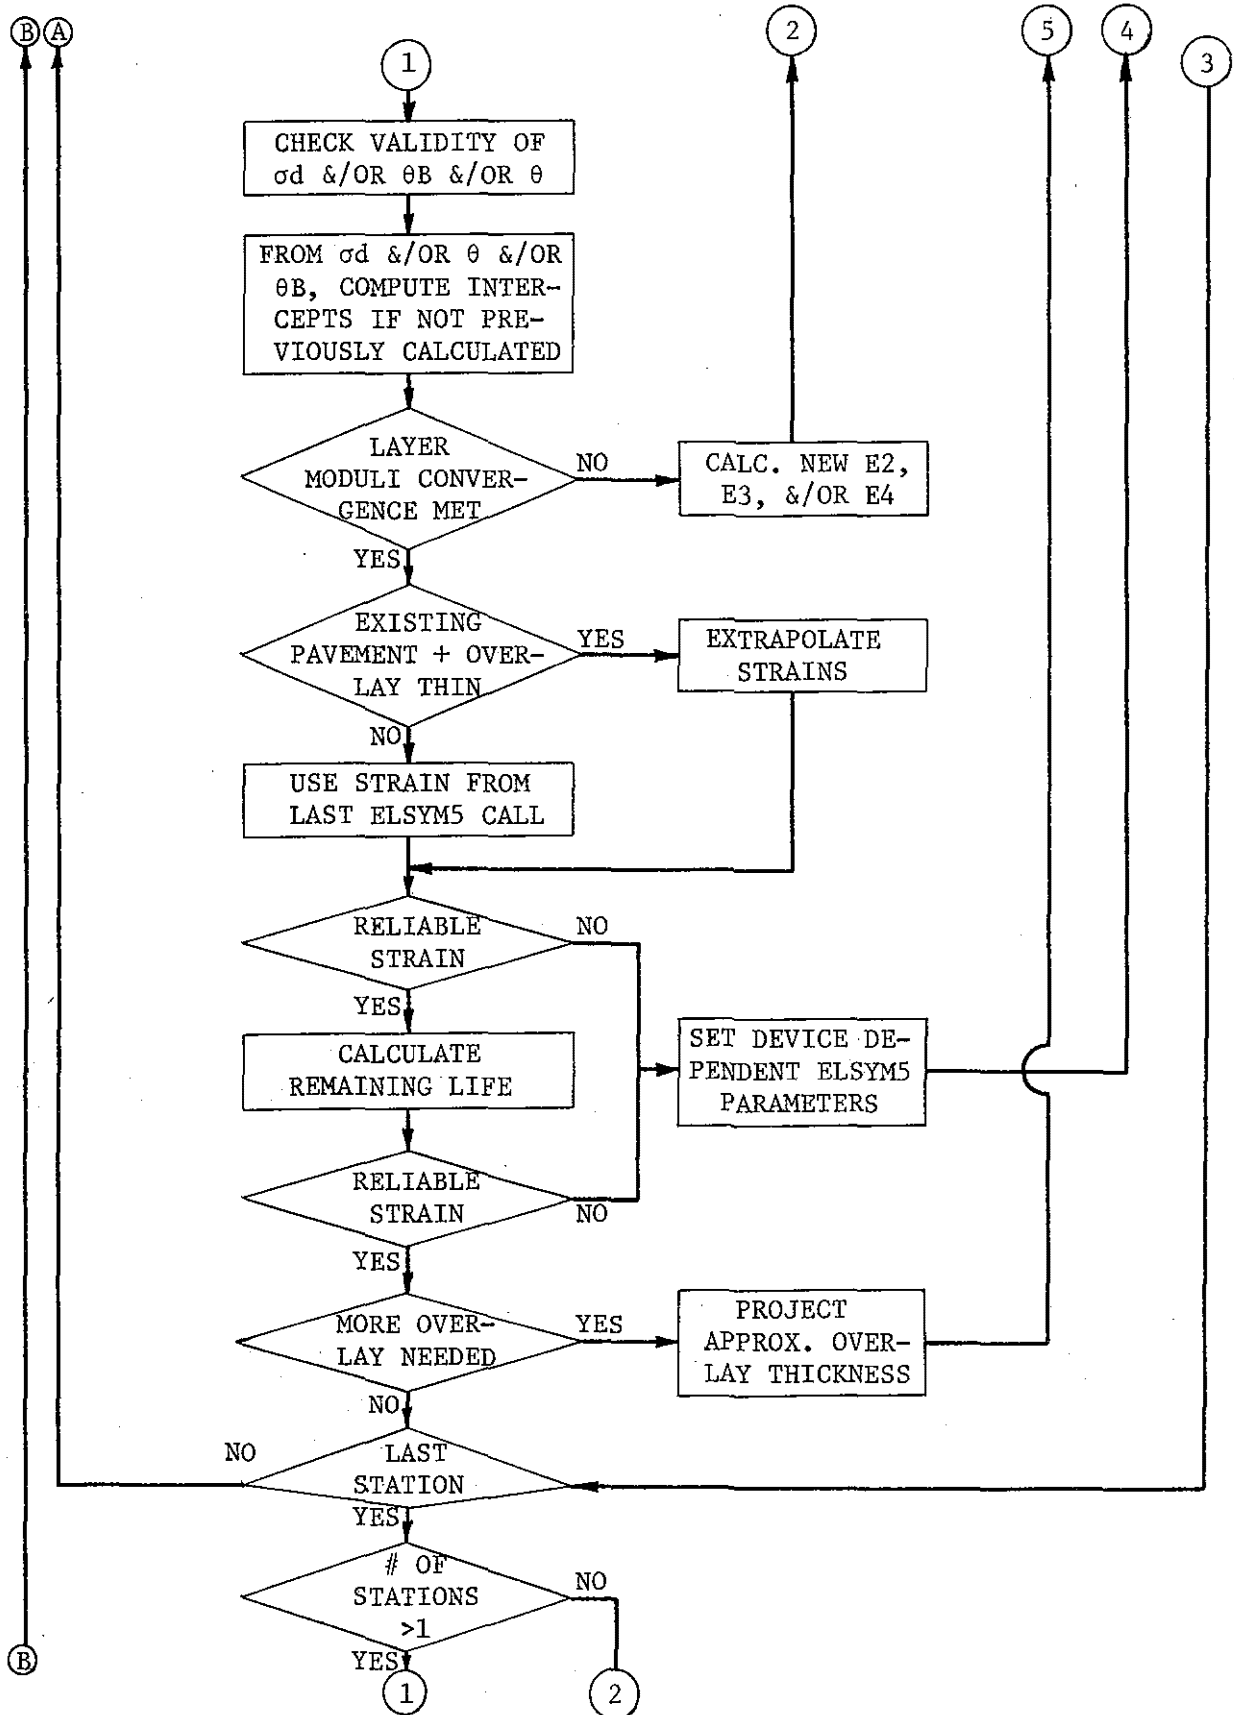 B A
2
5
4
3
1
CHECK VALIDITY OF
σd &/OR θB &/OR θ
FROM σd &/OR θ &/OR
θB, COMPUTE INTER-
CEPTS IF NOT PRE-
VIOUSLY CALCULATED
LAYER
MODULI CONVER-
GENCE MET
NO
CALC. NEW E2,
E3, &/OR E4
YES
EXISTING
PAVEMENT + OVER-
LAY THIN
YES
EXTRAPOLATE
STRAINS
NO
USE STRAIN FROM
LAST ELSYM5 CALL
RELIABLE
STRAIN
NO
YES
CALCULATE
REMAINING LIFE
SET DEVICE DE-
PENDENT ELSYM5
PARAMETERS
RELIABLE
STRAIN
NO
YES
MORE OVER-
LAY NEEDED
YES
PROJECT
APPROX. OVER-
LAY THICKNESS
NO
LAST
STATION
NO
YES
# OF
STATIONS
>1
NO
YES
B
1
2